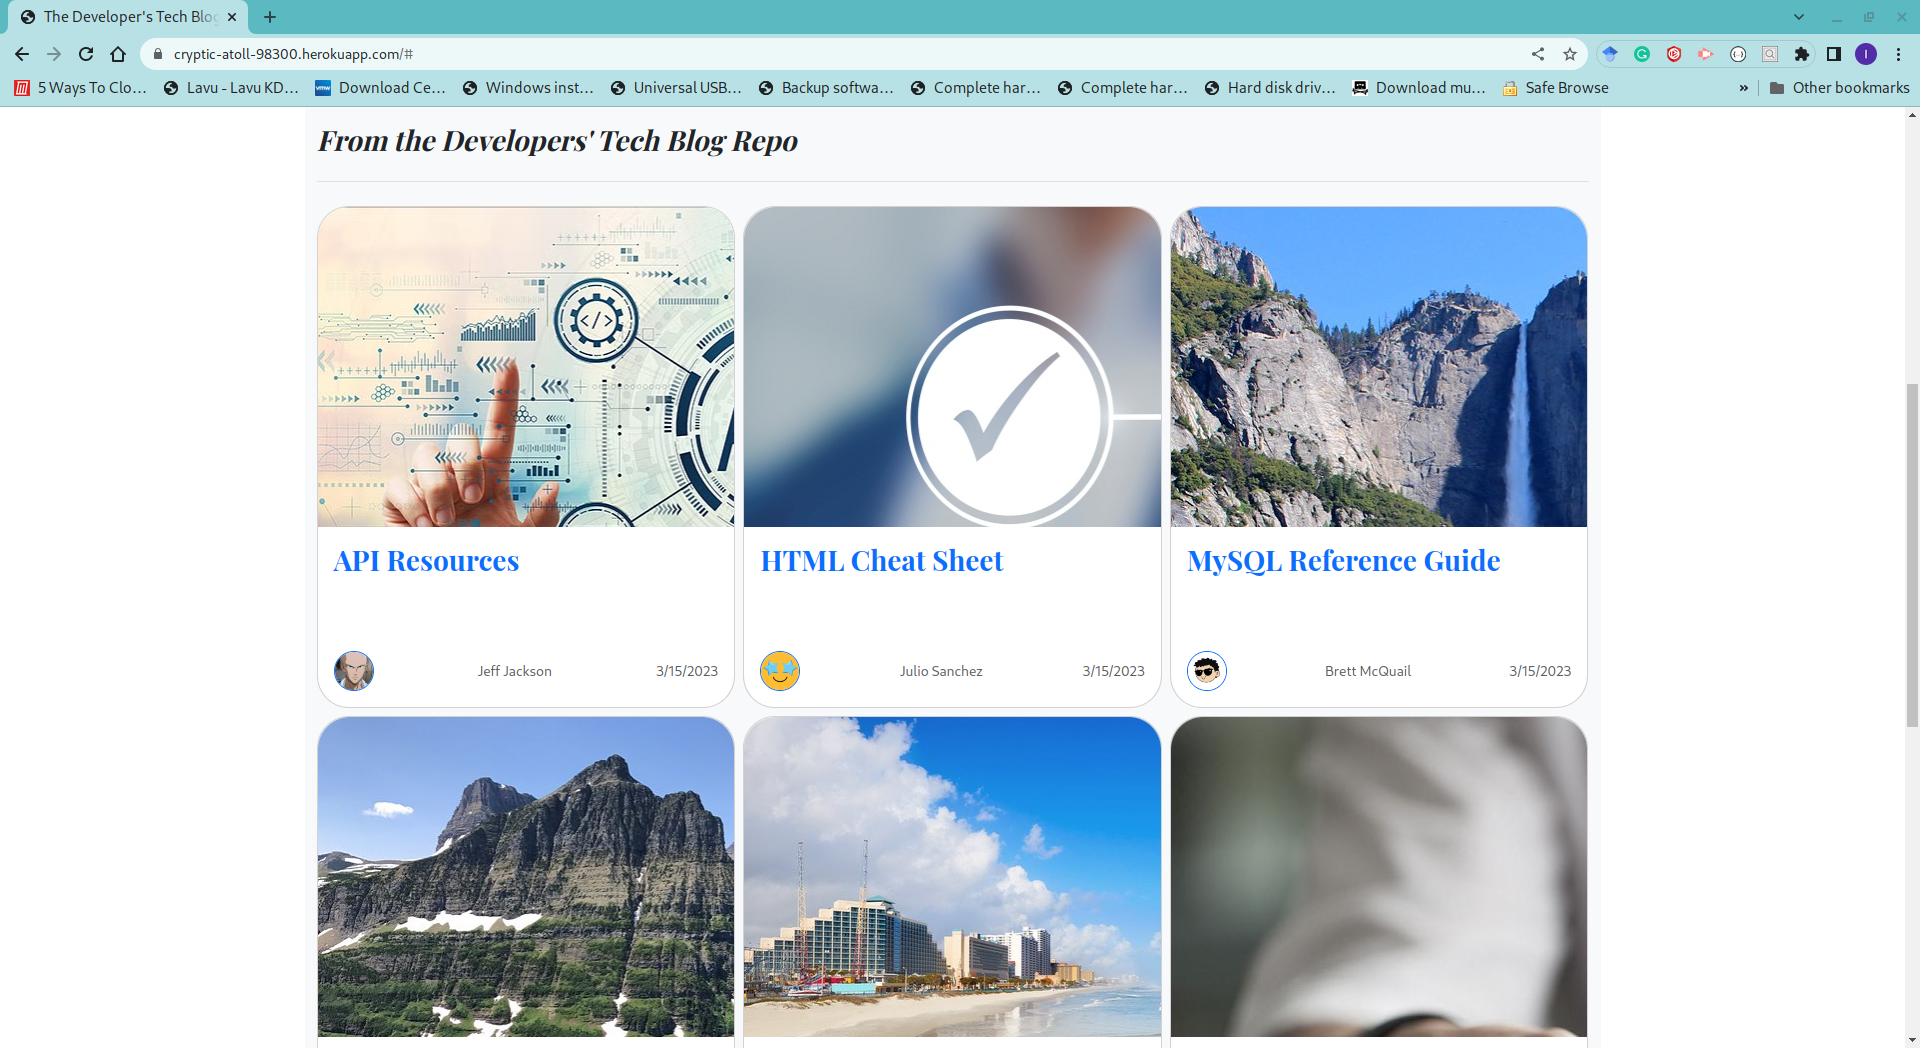 The Developer's Tech Blog
cryptic-atoll-98300.herokuapp.com/#
I
5 Ways To Clo...
Lavu - Lavu KD...
vmw
Download Ce...
Windows inst...
Universal USB...
Backup softwa...
Complete har...
Complete har...
Hard disk driv...
Download mu...
Safe Browse
»
Other bookmarks
From the Developers' Tech Blog Repo
</>
API Resources
HTML Cheat Sheet
MySQL Reference Guide
Jeff Jackson
3/15/2023
Julio Sanchez
3/15/2023
Brett McQuail
3/15/2023